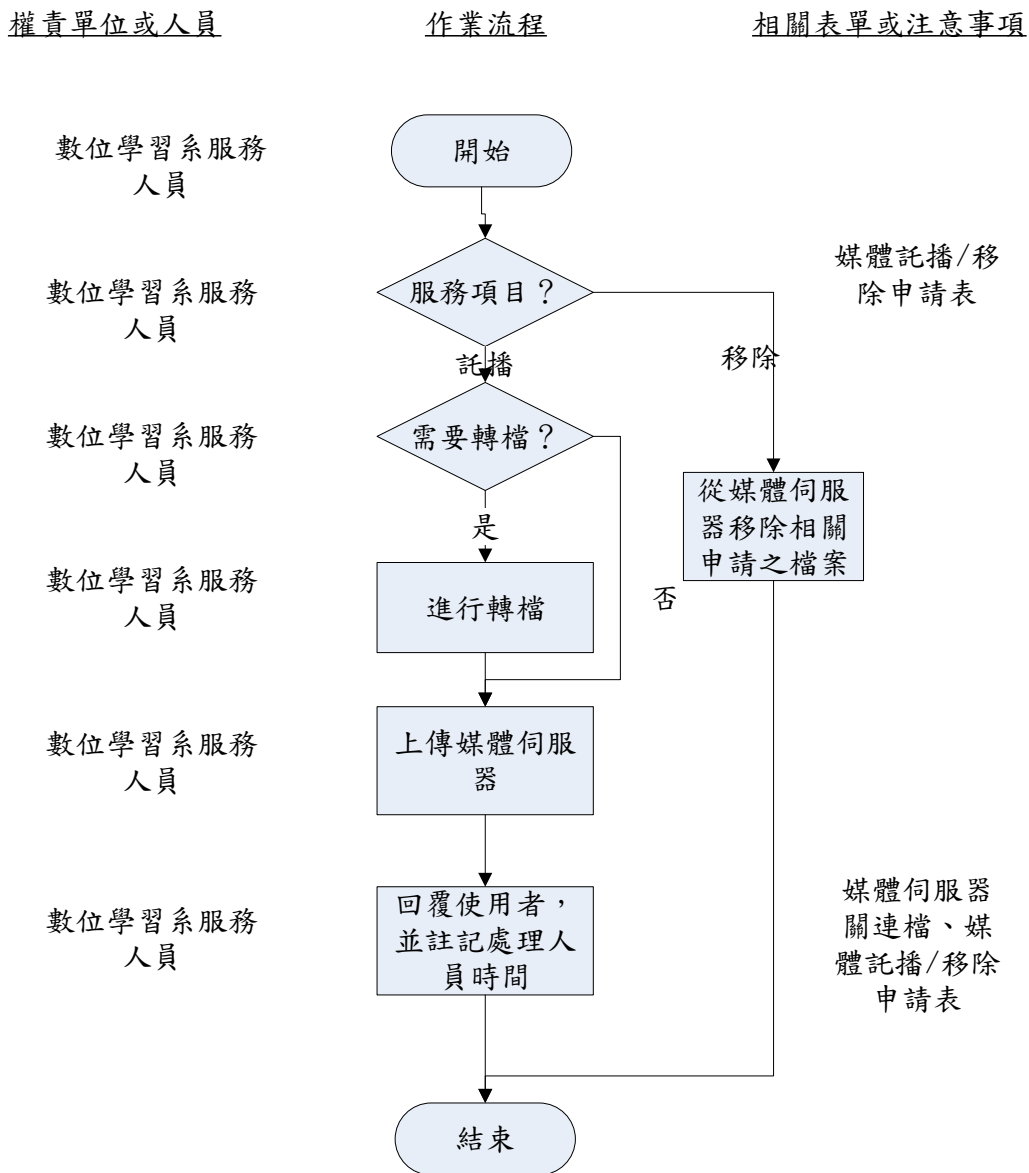 權責單位或人員
作業流程
相關表單或注意事項
數位學習系服務
人員
開始
數位學習系服務
人員
服務項目？
媒體託播/移
除申請表
託播
移除
數位學習系服務
人員
需要轉檔？
從媒體伺服
器移除相關
申請之檔案
是
否
數位學習系服務
人員
進行轉檔
數位學習系服務
人員
上傳媒體伺服
器
數位學習系服務
人員
回覆使用者，
並註記處理人
員時間
媒體伺服器
關連檔、媒
體託播/移除
申請表
結束